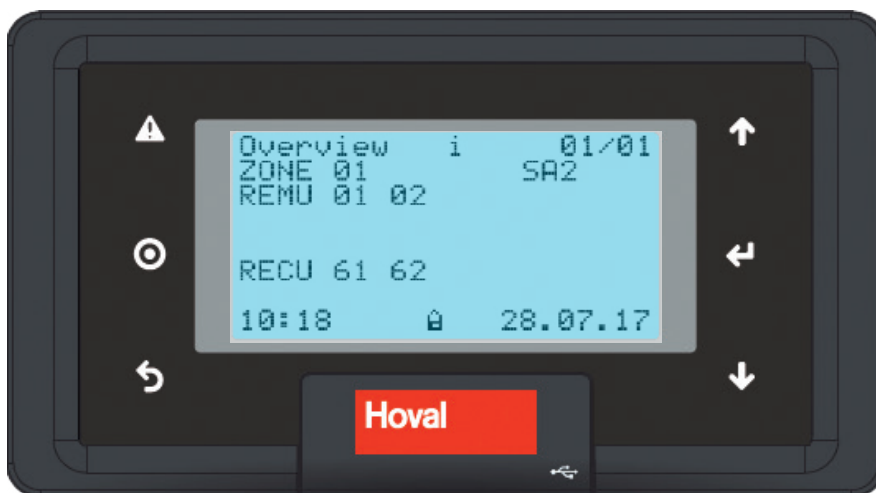 Overview i 01/01
ZONE 01 SA2
REMU 01 02
RECU 61 62
10:18 28.07.17
Hoval